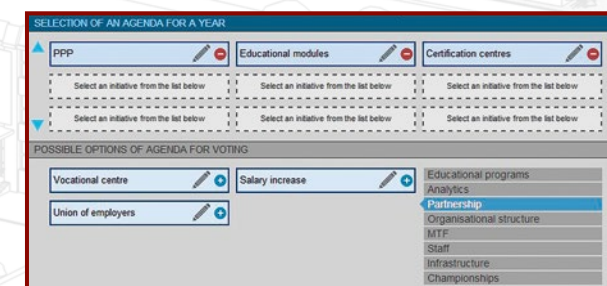 SELECTION OF AN AGENDA FOR A YEAR
PPP
Educational modules
Certification centres
Select an initiative from the list below
Select an initiative from the list below
Select an initiative from the list below
Select an initiative from the list below
Select an initiative from the list below
Select an initiative from the list below
POSSIBLE OPTIONS OF AGENDA FOR VOTING
Vocational centre
Salary increase
Union of employers
Educational programs
Analytics
Partnership
Organisational structure
MTF
Staff
Infrastructure
Championships